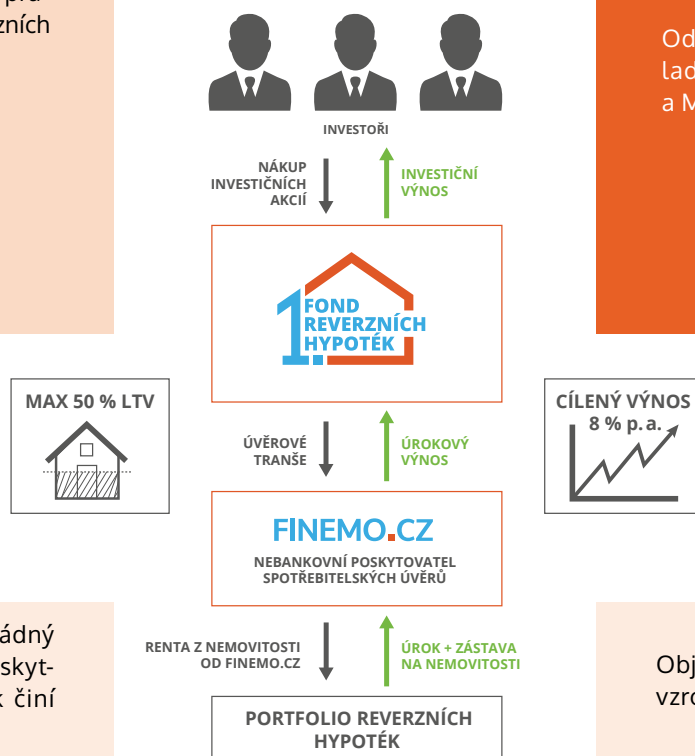 zních
Od
lad
a M
INVESTOŘI
NÁKUP
INVESTIČNÍCH
AKCIÍ
INVESTIČNÍ
VÝNOS
1. FOND
REVERZNÍCH
HYPOTÉK
MAX 50 % LTV
CÍLENÝ VÝNOS
8 % p. a.
ÚVĚROVÉ
TRANŠE
ÚROKOVÝ
VÝNOS
FINEMO.CZ
NEBANKOVNÍ POSKYTOVATEL
SPOTŘEBITELSKÝCH ÚVĚRŮ
ádný
skyt-
k činí
RENTA Z NEMOVITOSTI
OD FINEMO.CZ
ÚROK + ZÁSTAVA
NA NEMOVITOSTI
Obj
vzro
PORTFOLIO REVERZNÍCH
HYPOTÉK